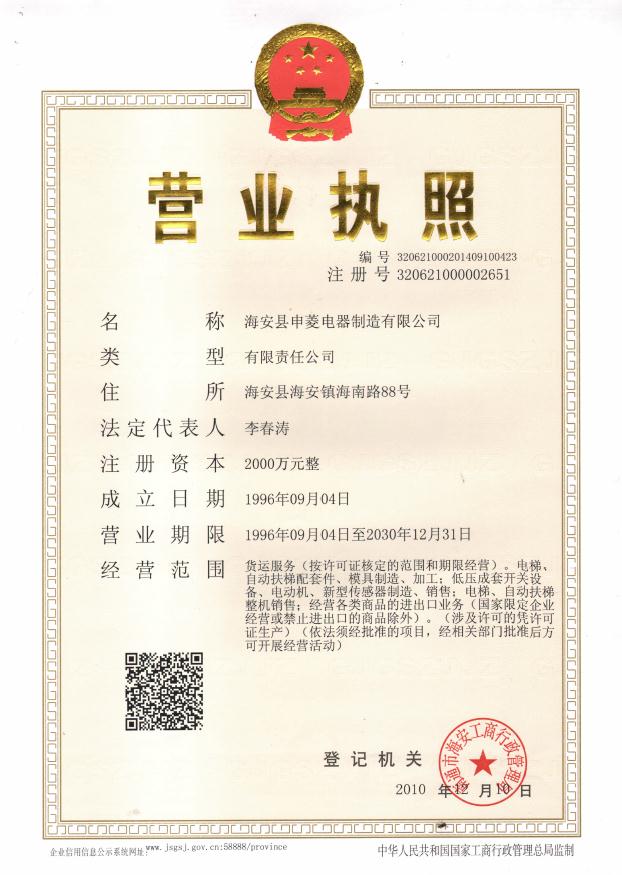 营业执照
编号 320621000201409100423
注册号 320621000002651
名称 海安县申菱电器制造有限公司
类型 有限责任公司
住所 海安县海安镇海南路88号
法定代表人 李春涛
注册资本 2000万元整
成立日期 1996年09月04日
营业期限 1996年09月04日至2030年12月31日
经营范围 货运服务（按许可证核定的范围和期限经营）。电梯、
自动扶梯配套件、模具制造、加工；低压成套开关设
备、电动机、新型传感器制造、销售；电梯、自动扶梯
整机销售；经营各类商品的进出口业务（国家限定企业
经营或禁止进出口的商品除外）。（涉及许可的凭许可
证生产）（依法须经批准的项目，经相关部门批准后方
可开展经营活动）
登记机关
南通市海安工商行政管理局
2010 年12 月10 日
企业信用信息公示系统网址：www.jsgsj.gov.cn:58888/province
中华人民共和国国家工商行政管理总局监制